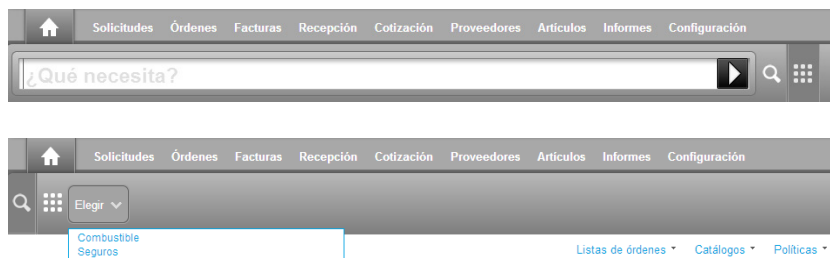 Solicitudes Órdenes Facturas Recepción Cotización Proveedores Artículos Informes Configuración
¿Qué necesita?
Solicitudes Órdenes Facturas Recepción Cotización Proveedores Artículos Informes Configuración
Elegir
Combustible
Seguros
Listas de órdenes Catálogos Políticas